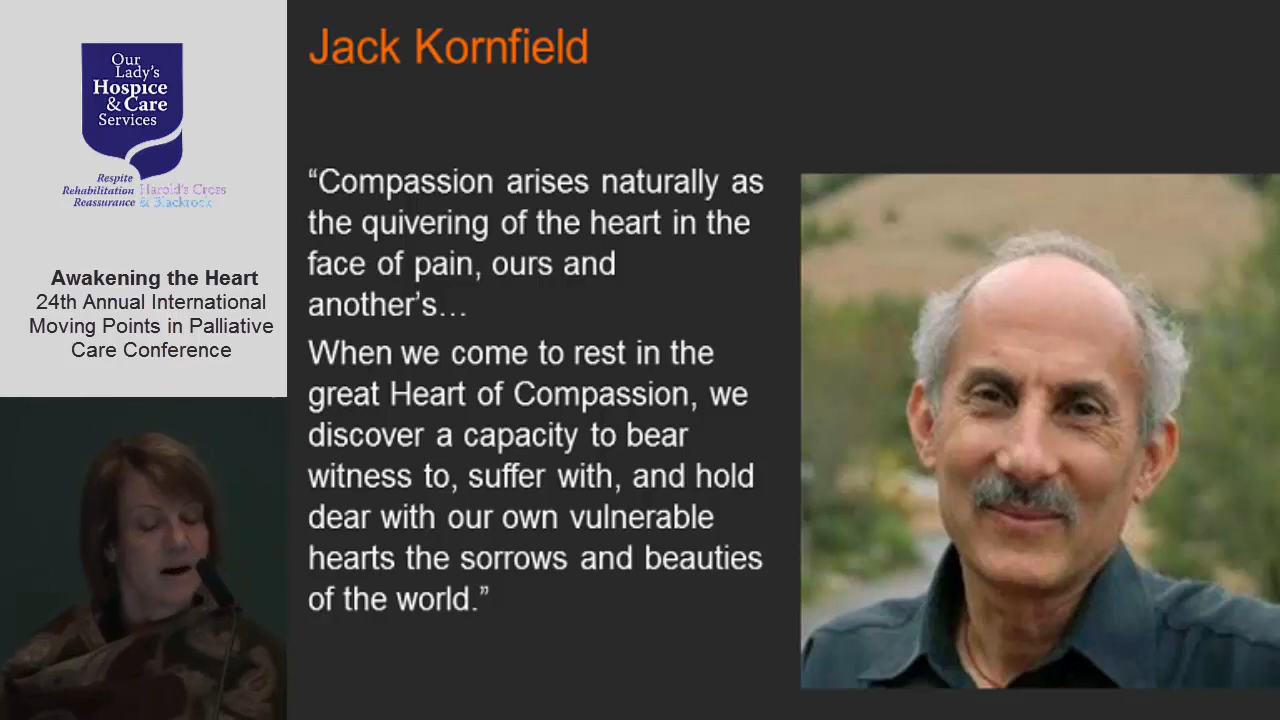 Our
Lady's
Hospice
& Care
Services
Respite
Rehabilitation
Reassurance
Harold's Cross
& Blackrock
Awakening the Heart
24th Annual International
Moving Points in Palliative
Care Conference
Jack Kornfield
“Compassion arises naturally as
the quivering of the heart in the
face of pain, ours and
another’s…
When we come to rest in the
great Heart of Compassion, we
discover a capacity to bear
witness to, suffer with, and hold
dear with our own vulnerable
hearts the sorrows and beauties
of the world.”